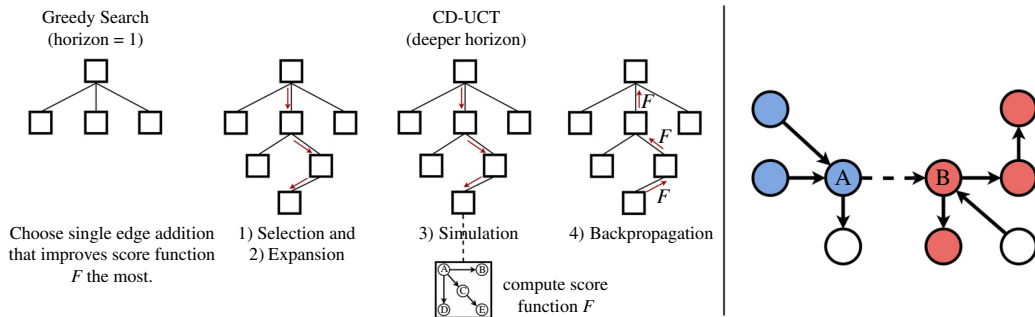 Greedy Search
(horizon = 1)
CD-UCT
(deeper horizon)
F
F
F
Choose single edge addition
that improves score function
F the most.
1) Selection and
2) Expansion
3) Simulation
4) Backpropagation
A
B
C
D
E
compute score
function F
A
B